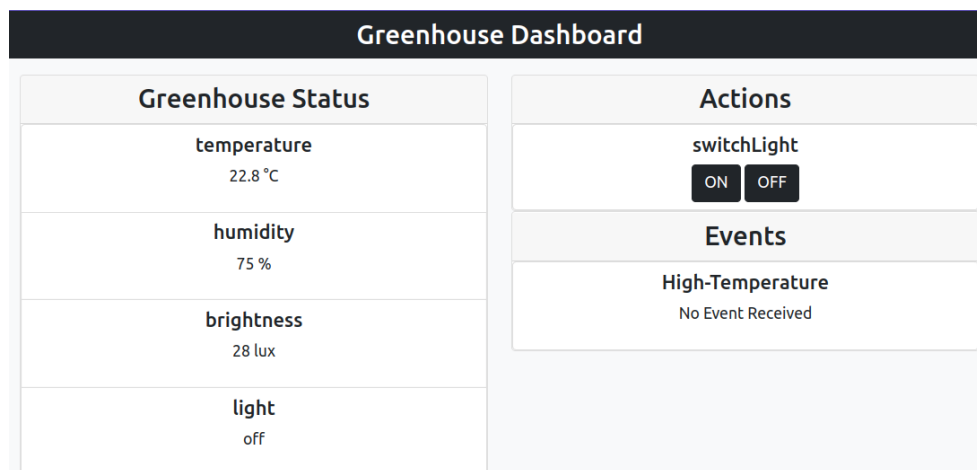 Greenhouse Dashboard
Greenhouse Status
temperature
22.8 °C
humidity
75 %
brightness
28 lux
light
off
Actions
switchLight
ON OFF
Events
High-Temperature
No Event Received